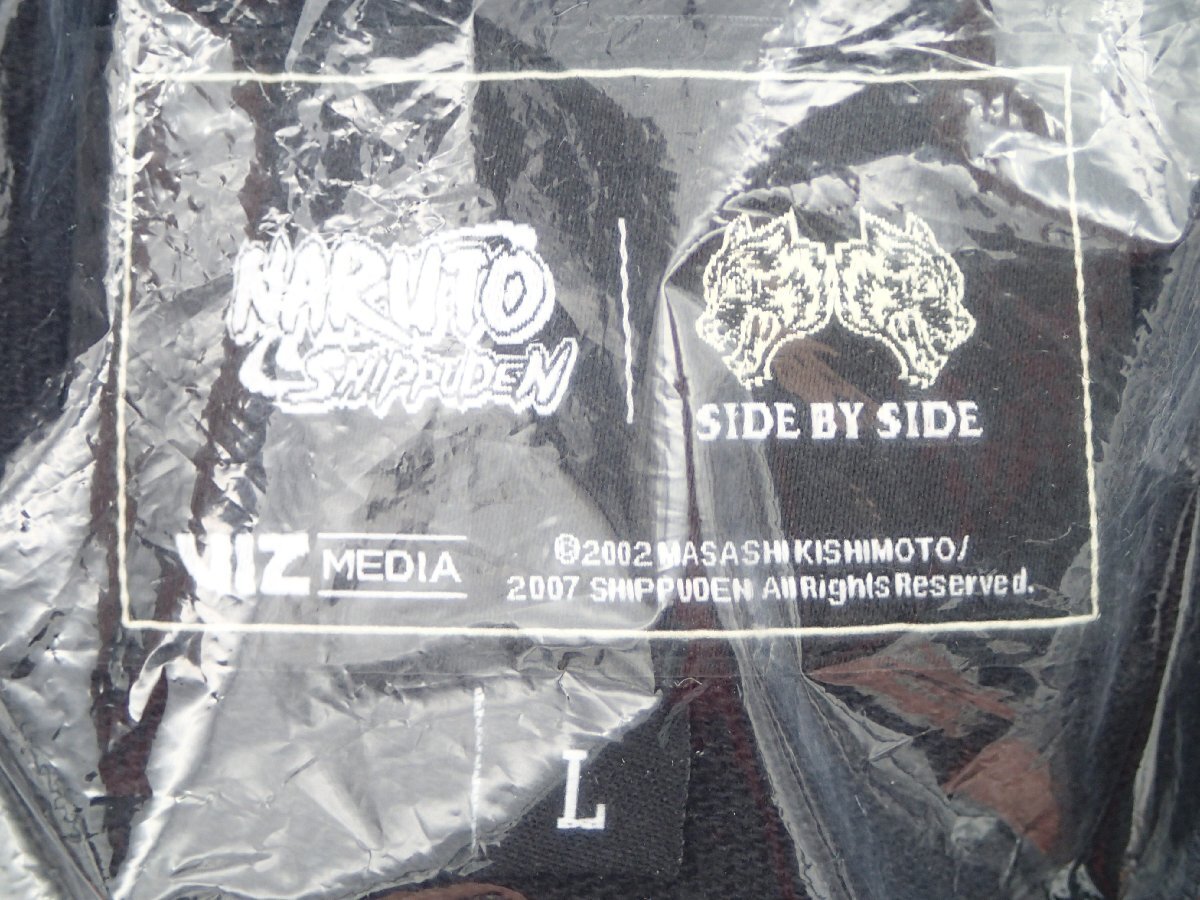 NARUTO
SHIPPUDEN
SIDE BY SIDE
VIZ MEDIA
©2002 MASASHI KISHIMOTO/
2007 SHIPPUDEN All Rights Reserved.
L